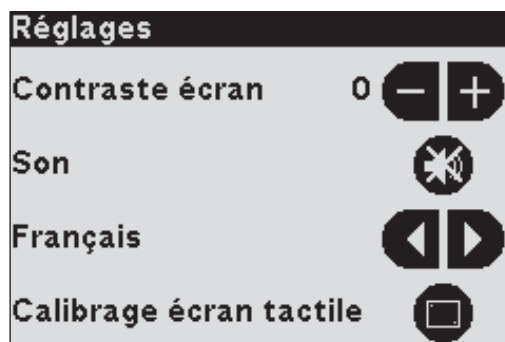 Réglages
Contraste écran 0 - +
Son
Français
Calibrage écran tactile